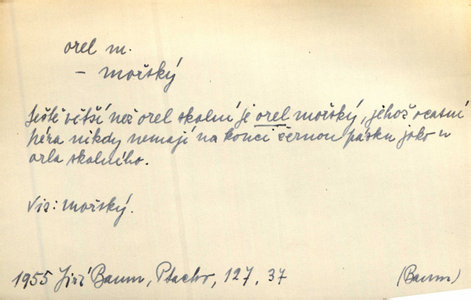 orel m.
– mořský
Ještě větší než orel skalní je orel mořský, jehož ocasní
péra nikdy nemají na konci černou pásku jako u
orla skalního.
Viz: mořský.
1955 Jiří Baum, Ptactvo, 127, 37 (Baum)